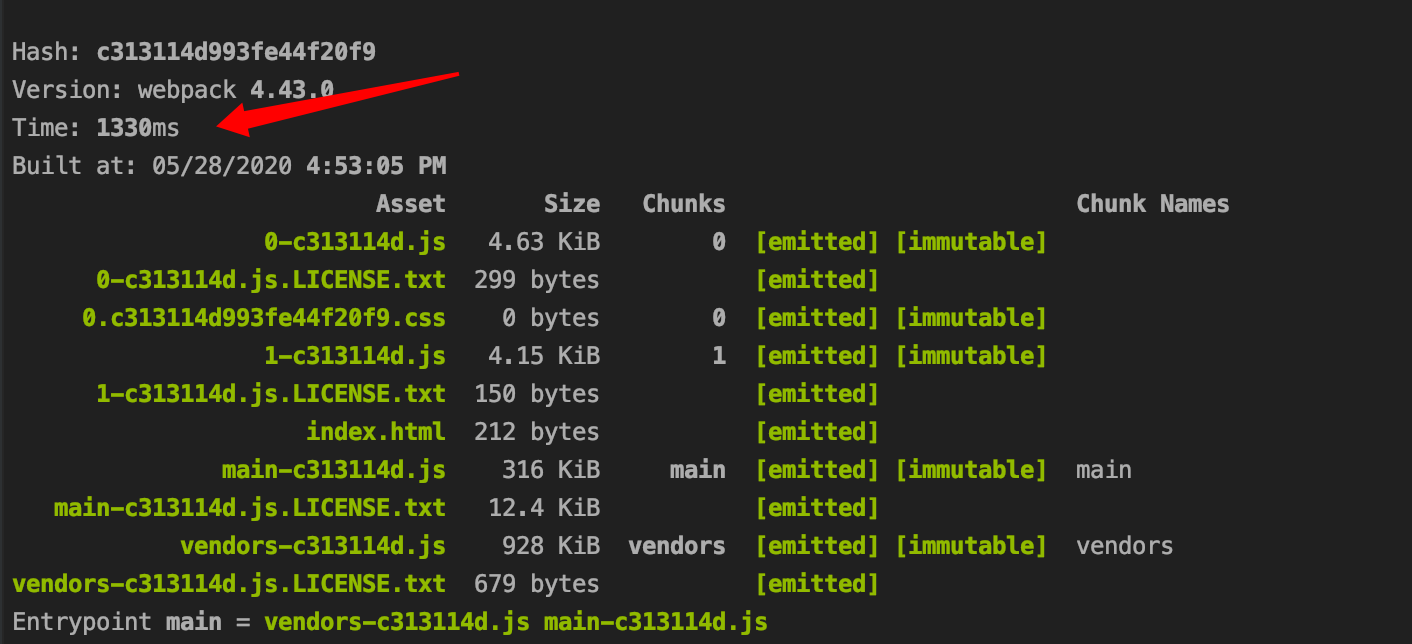 Hash: c313114d993fe44f20f9
Version: webpack 4.43.0
Time: 1330ms
Built at: 05/28/2020 4:53:05 PM
Asset Size Chunks Chunk Names
0-c313114d.js 4.63 KiB 0 [emitted] [immutable]
0-c313114d.js.LICENSE.txt 299 bytes [emitted]
0.c313114d993fe44f20f9.css 0 bytes 0 [emitted] [immutable]
1-c313114d.js 4.15 KiB 1 [emitted] [immutable]
1-c313114d.js.LICENSE.txt 150 bytes [emitted]
index.html 212 bytes [emitted]
main-c313114d.js 316 KiB main [emitted] [immutable] main
main-c313114d.js.LICENSE.txt 12.4 KiB [emitted]
vendors-c313114d.js 928 KiB vendors [emitted] [immutable] vendors
vendors-c313114d.js.LICENSE.txt 679 bytes [emitted]
Entrypoint main = vendors-c313114d.js main-c313114d.js